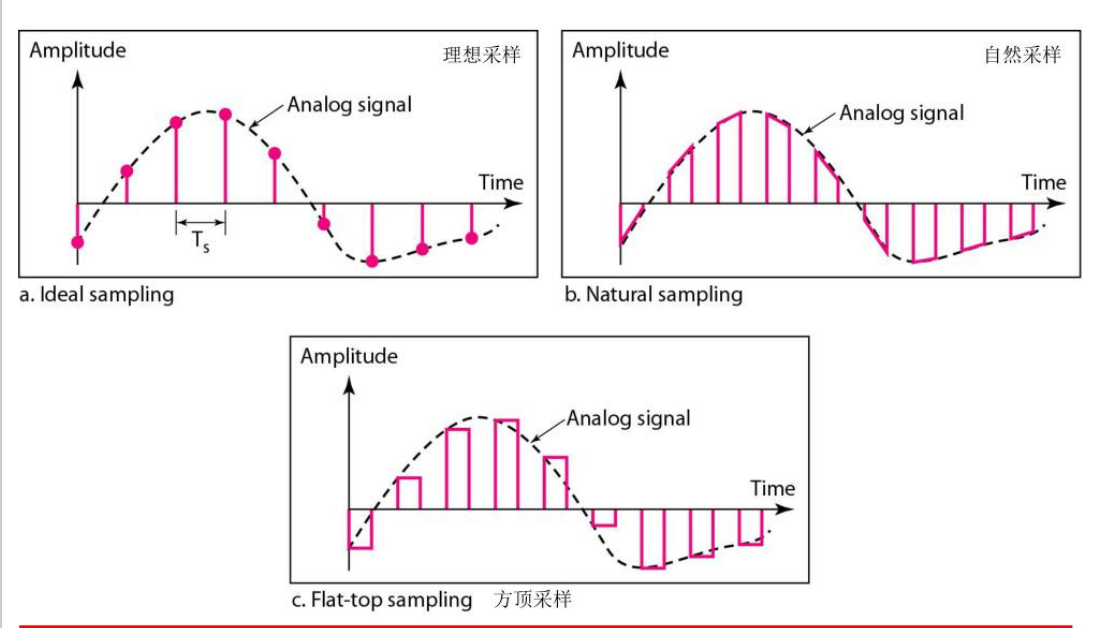 Amplitude
理想采样
Analog signal
Time
Ts
a. Ideal sampling
Amplitude
自然采样
Analog signal
Time
b. Natural sampling
Amplitude
Analog signal
Time
c. Flat-top sampling 方顶采样